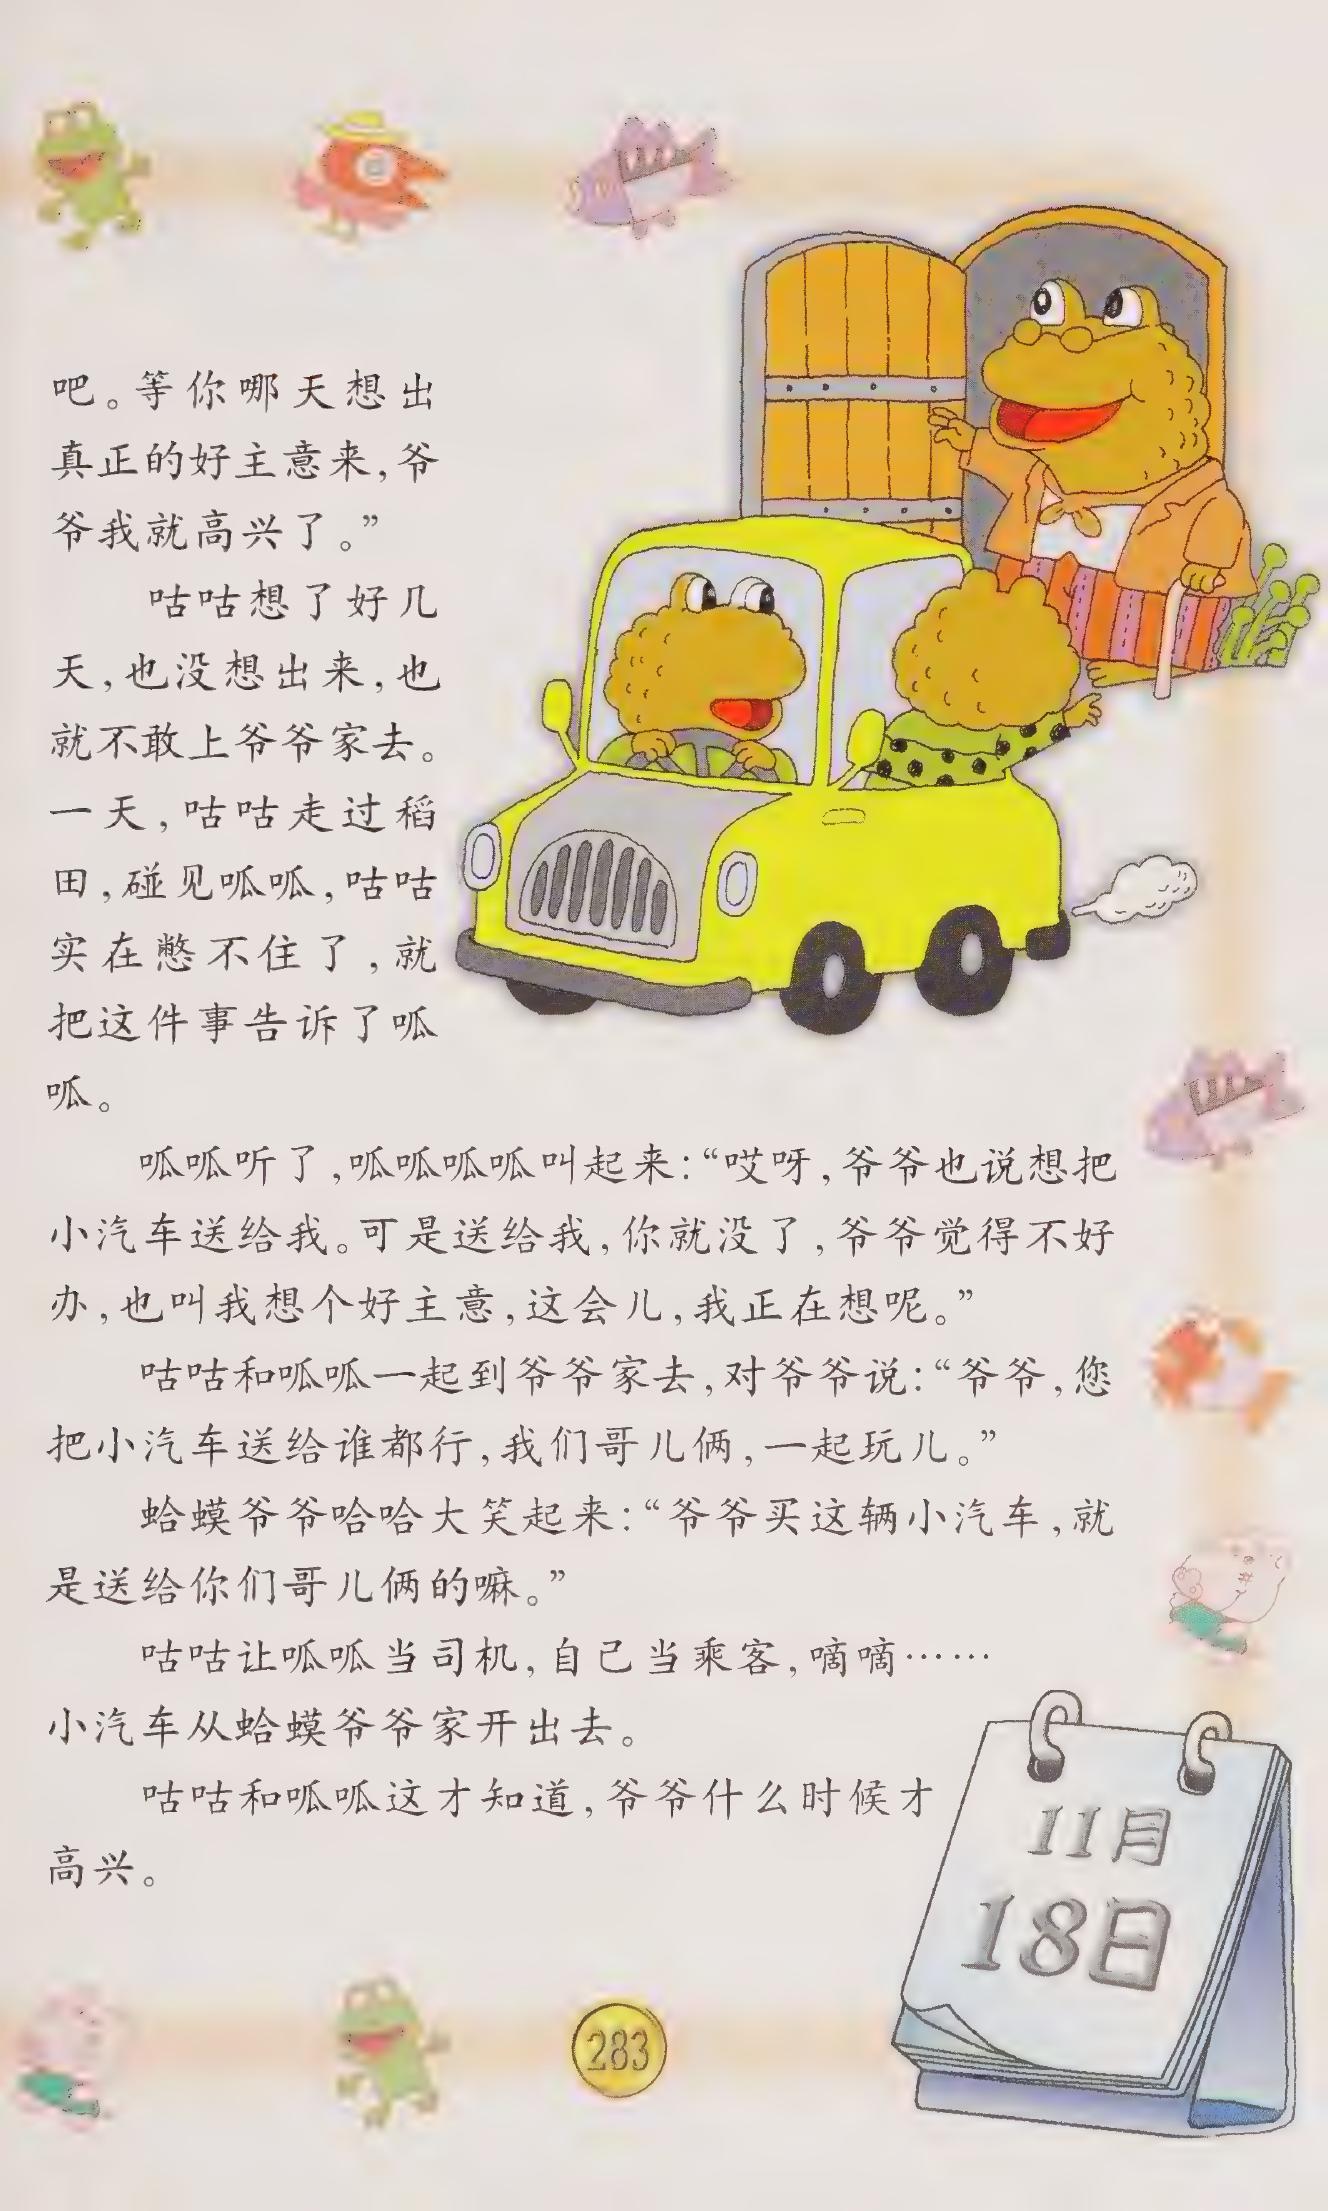 吧。等你哪天想出
真正的好主意来,爷
爷我就高兴了。”
咕咕想了好几
天,也没想出来,也
就不敢上爷爷家去。
一天,咕咕走过稻
田,碰见呱呱,咕咕
实在憋不住了,就
把这件事告诉了呱
呱。
呱呱听了,呱呱呱呱叫起来:“哎呀,爷爷也说想把
小汽车送给我。可是送给我,你就没了,爷爷觉得不好
办,也叫我想个好主意,这会儿,我正在想呢。”
咕咕和呱呱一起到爷爷家去,对爷爷说:“爷爷,您
把小汽车送给谁都行,我们哥儿俩,一起玩儿。”
蛤蟆爷爷哈哈大笑起来:“爷爷买这辆小汽车,就
是送给你们哥儿俩的嘛。”
咕咕让呱呱当司机,自己当乘客,嘀嘀……
小汽车从蛤蟆爷爷家开出去。
咕咕和呱呱这才知道,爷爷什么时候才
高兴。
11月
18日
283